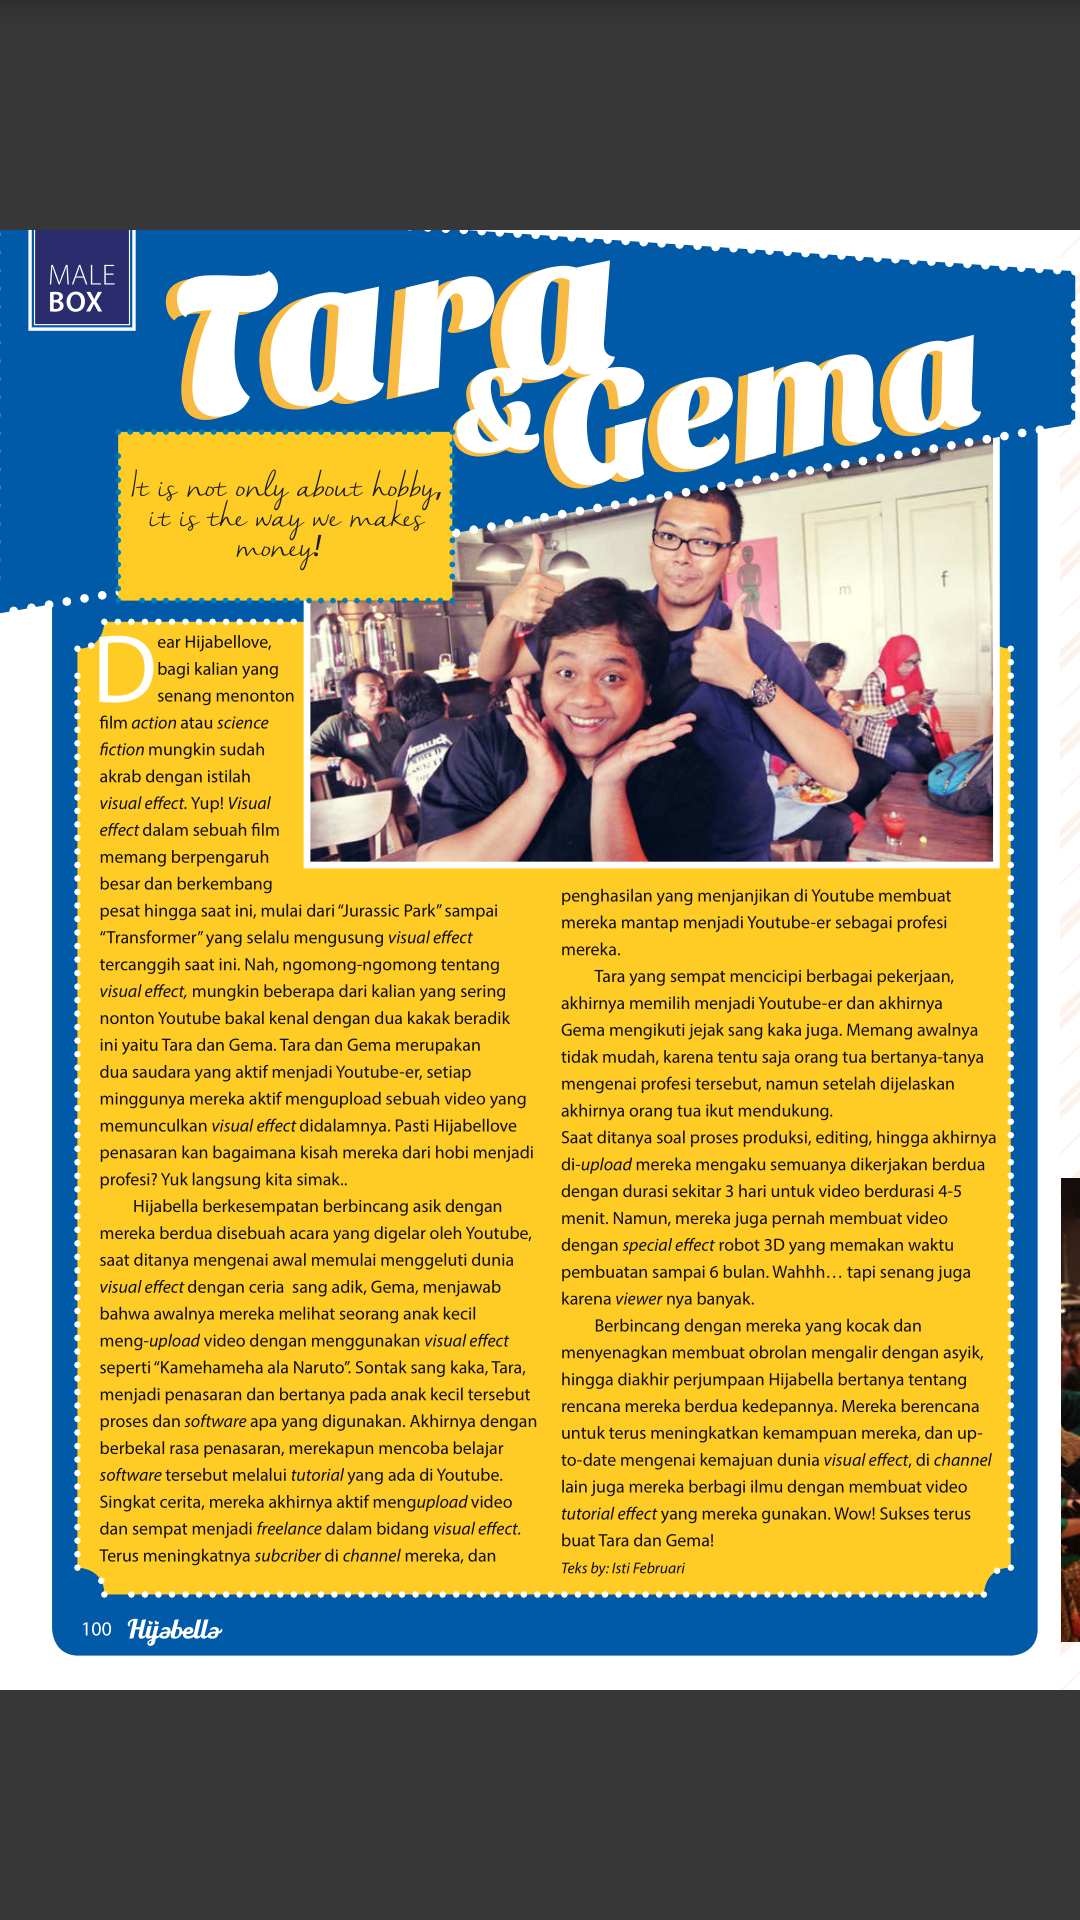 MALE
BOX
Tara
& Gema
It is not only about hobby,
it is the way we makes
money!
m
f
METALLICA
Dear Hijabellove,
bagi kalian yang
senang menonton
film action atau science
fiction mungkin sudah
akrab dengan istilah
visual effect. Yup! Visual
effect dalam sebuah film
memang berpengaruh
besar dan berkembang
pesat hingga saat ini, mulai dari “Jurassic Park” sampai
“Transformer” yang selalu mengusung visual effect
tercanggih saat ini. Nah, ngomong-ngomong tentang
visual effect, mungkin beberapa dari kalian yang sering
nonton Youtube bakal kenal dengan dua kakak beradik
ini yaitu Tara dan Gema. Tara dan Gema merupakan
dua saudara yang aktif menjadi Youtube-er, setiap
minggunya mereka aktif mengupload sebuah video yang
memunculkan visual effect didalamnya. Pasti Hijabellove
penasaran kan bagaimana kisah mereka dari hobi menjadi
profesi? Yuk langsung kita simak..
Hijabella berkesempatan berbincang asik dengan
mereka berdua disebuah acara yang digelar oleh Youtube,
saat ditanya mengenai awal memulai menggeluti dunia
visual effect dengan ceria  sang adik, Gema, menjawab
bahwa awalnya mereka melihat seorang anak kecil
meng-upload video dengan menggunakan visual effect
seperti “Kamehameha ala Naruto”. Sontak sang kaka, Tara,
menjadi penasaran dan bertanya pada anak kecil tersebut
proses dan software apa yang digunakan. Akhirnya dengan
berbekal rasa penasaran, merekapun mencoba belajar
software tersebut melalui tutorial yang ada di Youtube.
Singkat cerita, mereka akhirnya aktif mengupload video
dan sempat menjadi freelance dalam bidang visual effect.
Terus meningkatnya subcriber di channel mereka, dan
penghasilan yang menjanjikan di Youtube membuat
mereka mantap menjadi Youtube-er sebagai profesi
mereka.
Tara yang sempat mencicipi berbagai pekerjaan,
akhirnya memilih menjadi Youtube-er dan akhirnya
Gema mengikuti jejak sang kaka juga. Memang awalnya
tidak mudah, karena tentu saja orang tua bertanya-tanya
mengenai profesi tersebut, namun setelah dijelaskan
akhirnya orang tua ikut mendukung.
Saat ditanya soal proses produksi, editing, hingga akhirnya
di-upload mereka mengaku semuanya dikerjakan berdua
dengan durasi sekitar 3 hari untuk video berdurasi 4-5
menit. Namun, mereka juga pernah membuat video
dengan special effect robot 3D yang memakan waktu
pembuatan sampai 6 bulan. Wahhh… tapi senang juga
karena viewer nya banyak.
Berbincang dengan mereka yang kocak dan
menyenagkan membuat obrolan mengalir dengan asyik,
hingga diakhir perjumpaan Hijabella bertanya tentang
rencana mereka berdua kedepannya. Mereka berencana
untuk terus meningkatkan kemampuan mereka, dan up-
to-date mengenai kemajuan dunia visual effect, di channel
lain juga mereka berbagi ilmu dengan membuat video
tutorial effect yang mereka gunakan. Wow! Sukses terus
buat Tara dan Gema!
Teks by: Isti Februari
100 Hijabella